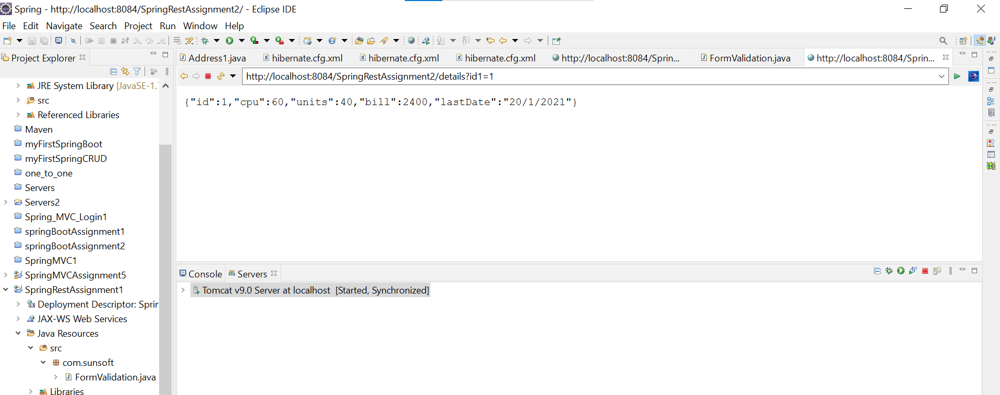 Spring - http://localhost:8084/SpringRestAssignment2/ - Eclipse IDE
File Edit Navigate Search Project Run Window Help
Project Explorer
JRE System Library [JavaSE-1.
src
Referenced Libraries
Maven
myFirstSpringBoot
myFirstSpringCRUD
one_to_one
Servers
Servers2
Spring_MVC_Login1
springBootAssignment1
springBootAssignment2
SpringMVC1
SpringMVCAssignment5
SpringRestAssignment1
Deployment Descriptor: Sprin
JAX-WS Web Services
Java Resources
src
com.sunsoft
FormValidation.java
Libraries
Address1.java hibernate.cfg.xml hibernate.cfg.xml hibernate.cfg.xml http://localhost:8084/Sprin... FormValidation.java http://localhost:8084/Sprin...
http://localhost:8084/SpringRestAssignment2/details?id1=1
{"id":1,"cpu":60,"units":40,"bill":2400,"lastDate":"20/1/2021"}
Console Servers
Tomcat v9.0 Server at localhost [Started, Synchronized]